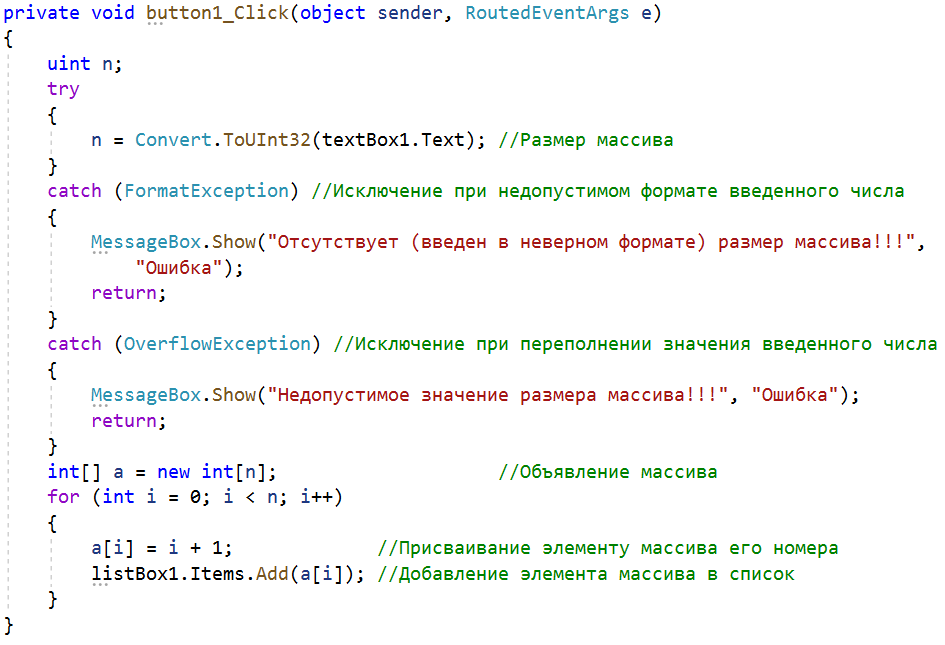 private void button1_Click(object sender, RoutedEventArgs e)
{
    uint n;
    try
    {
        n = Convert.ToUInt32(textBox1.Text); //Размер массива
    }
    catch (FormatException) //Исключение при недопустимом формате введенного числа
    {
        MessageBox.Show("Отсутствует (введен в неверном формате) размер массива!!!",
            "Ошибка");
        return;
    }
    catch (OverflowException) //Исключение при переполнении значения введенного числа
    {
        MessageBox.Show("Недопустимое значение размера массива!!!", "Ошибка");
        return;
    }
    int[] a = new int[n];                    //Объявление массива
    for (int i = 0; i < n; i++)
    {
        a[i] = i + 1;             //Присваивание элементу массива его номера
        listBox1.Items.Add(a[i]); //Добавление элемента массива в список
    }
}